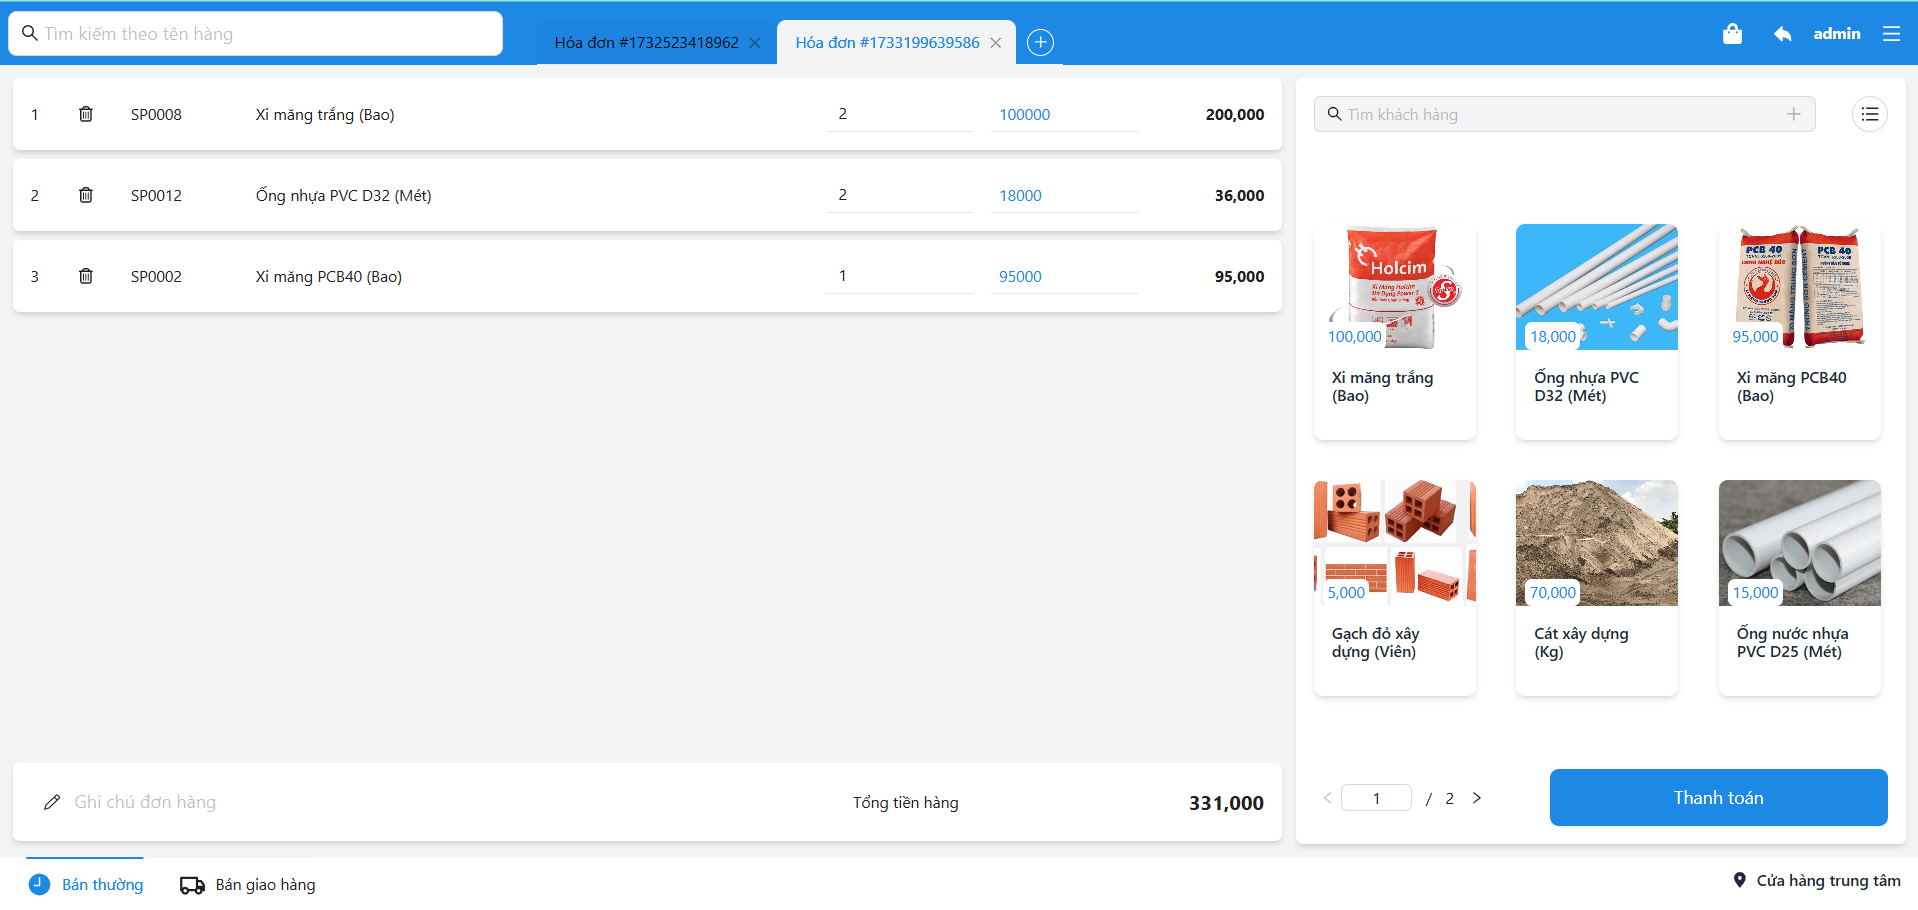 Tìm kiếm theo tên hàng
Hóa đơn #1732523418962
Hóa đơn #1733199639586
admin
1 SP0008 Xi măng trắng (Bao) 2 100000 200,000
2 SP0012 Ống nhựa PVC D32 (Mét) 2 18000 36,000
3 SP0002 Xi măng PCB40 (Bao) 1 95000 95,000
Ghi chú đơn hàng
Tổng tiền hàng 331,000
Tìm khách hàng
Holcim
100,000
Xi măng trắng
(Bao)
18,000
Ống nhựa PVC
D32 (Mét)
PCB 40
PCB 40
95,000
Xi măng PCB40
(Bao)
5,000
Gạch đỏ xây
dựng (Viên)
70,000
Cát xây dựng
(Kg)
15,000
Ống nước nhựa
PVC D25 (Mét)
1 / 2
Thanh toán
Bán thường
Bán giao hàng
Cửa hàng trung tâm